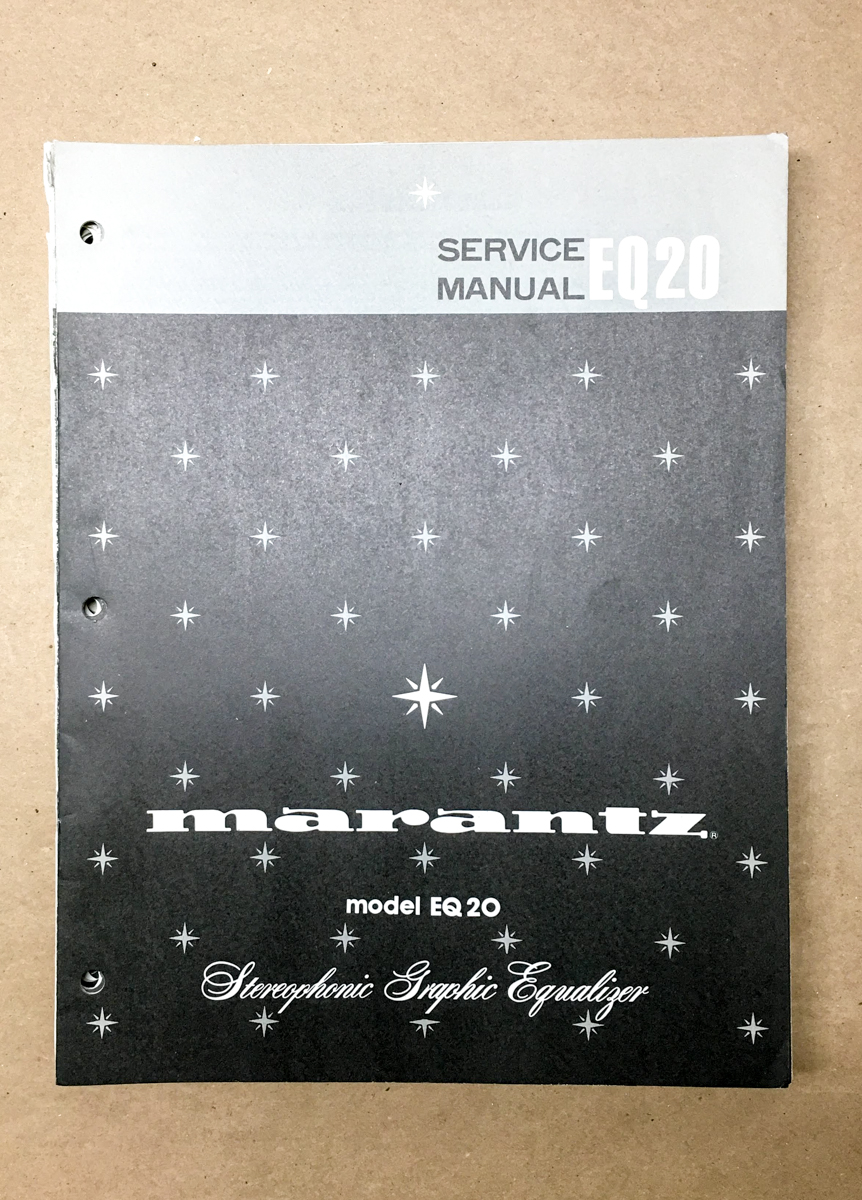 SERVICE
MANUAL EQ20
marantz®
model EQ 20
Stereophonic Graphic Equalizer